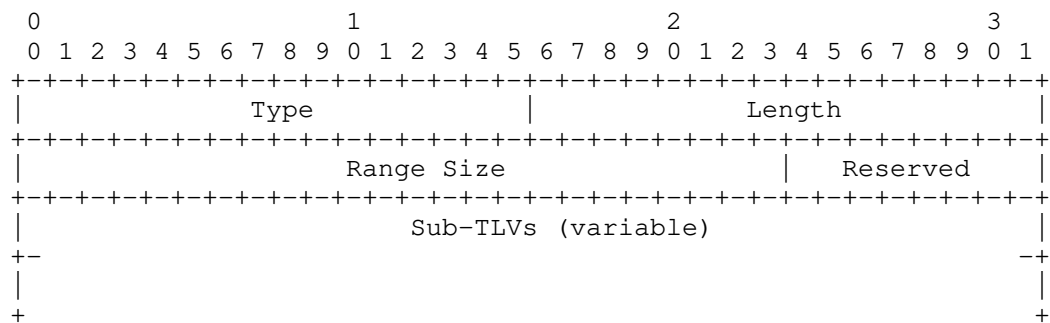 0                   1                   2                   3
 0 1 2 3 4 5 6 7 8 9 0 1 2 3 4 5 6 7 8 9 0 1 2 3 4 5 6 7 8 9 0 1
+-+-+-+-+-+-+-+-+-+-+-+-+-+-+-+-+-+-+-+-+-+-+-+-+-+-+-+-+-+-+-+-+
|              Type             |             Length            |
+-+-+-+-+-+-+-+-+-+-+-+-+-+-+-+-+-+-+-+-+-+-+-+-+-+-+-+-+-+-+-+-+
|                    Range Size                 |   Reserved    |
+-+-+-+-+-+-+-+-+-+-+-+-+-+-+-+-+-+-+-+-+-+-+-+-+-+-+-+-+-+-+-+-+
|                        Sub-TLVs (variable)                    |
+-                                                             -+
|                                                               |
+                                                               +